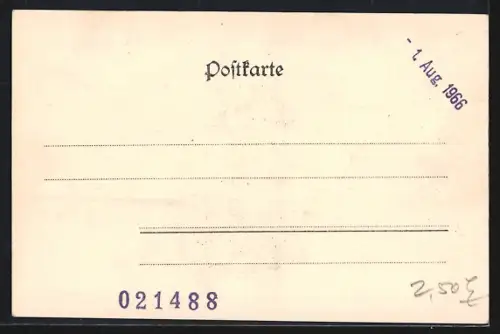 Postkarte
- 1. Aug. 1966
021488
2,50